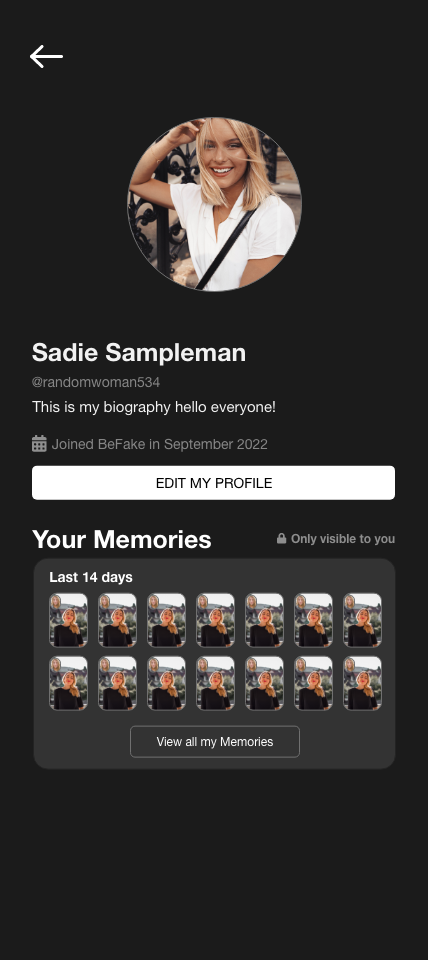 Sadie Sampleman
@randomwoman534
This is my biography hello everyone!
Joined BeFake in September 2022
EDIT MY PROFILE
Your Memories
Only visible to you
Last 14 days
View all my Memories